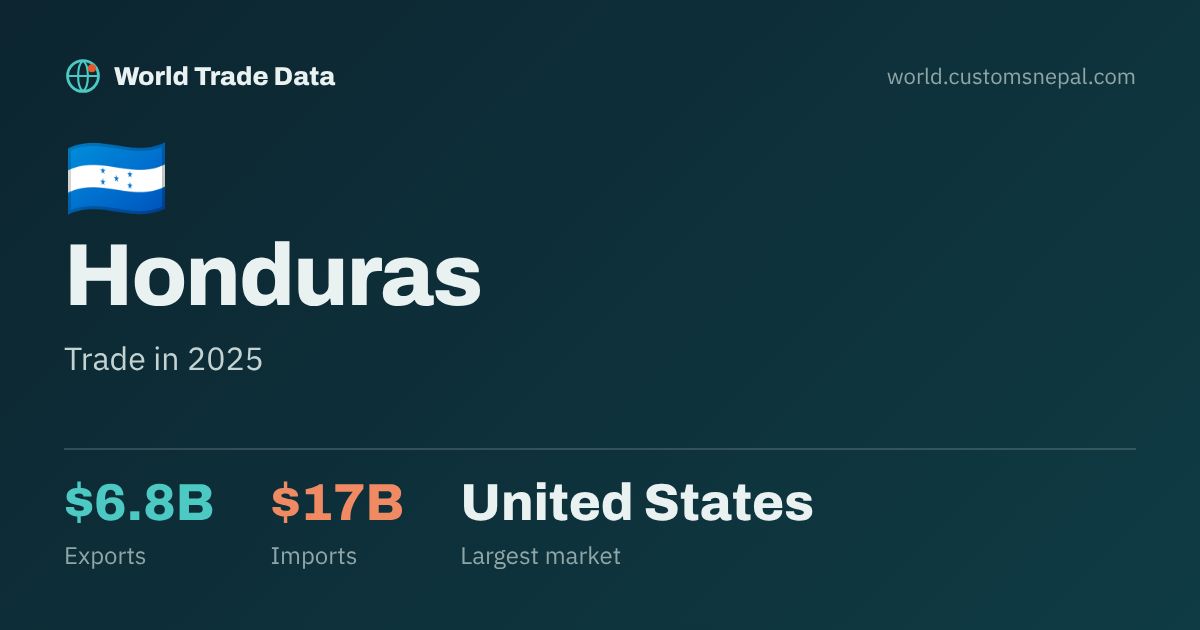 World Trade Data
world.customsnepal.com
Honduras
Trade in 2025
$6.8B $17B United States
Exports Imports Largest market